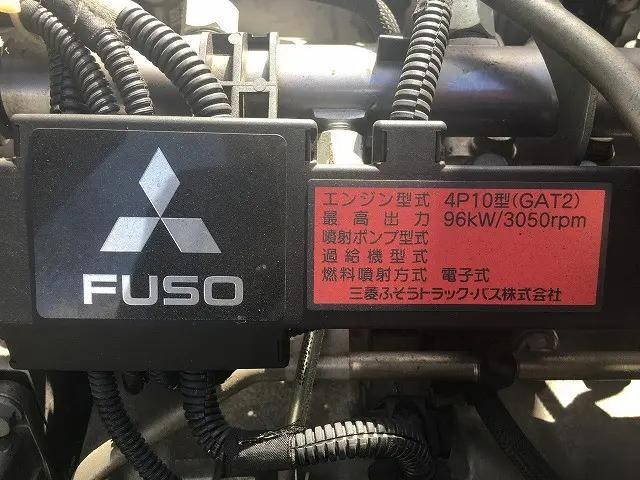 FUSO
エンジン型式 4P10型(GAT2)
最高出力 96kW/3050rpm
噴射ポンプ型式
過給機型式
燃料噴射方式 電子式
三菱ふそうトラック・バス株式会社